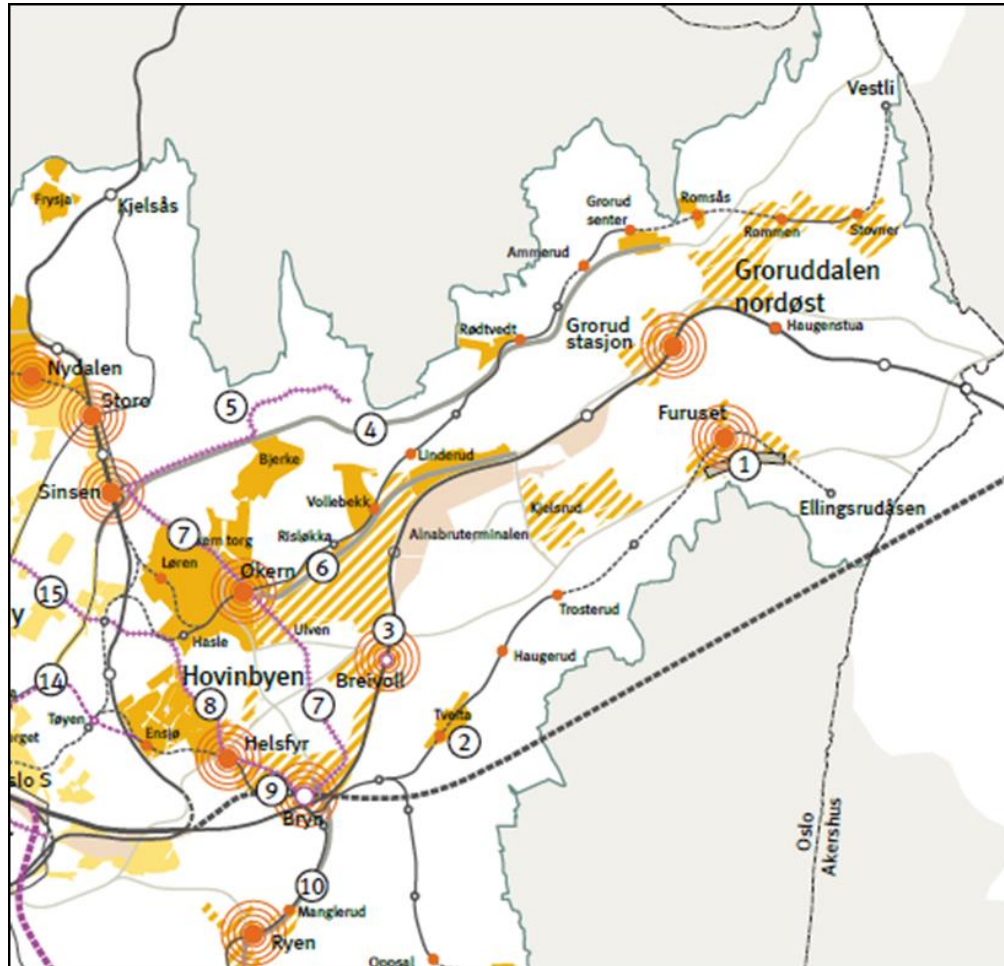 Vestli
Frysja
Kjelsås
Grorud
senter
Romsås
Rommen
Stovner
Ammerud
Groruddalen
nordøst
Grorud
stasjon
Haugenstua
Rødtvedt
Nydalen
Storo
5
4
Furuset
1
Bjerke
Linderud
Sinsen
Vollebekk
Kjelsrud
Ellingsrudåsen
7
Risløkka
Alnabruterminalen
Løren
6
Økern
15
Trosterud
Hasle
Ulven
3
Haugerud
Hovinbyen
Breivoll
14
8
7
Tøyen
Ensjø
Tveita
2
Helsfyr
slo S
9
Bryn
Oslo
Akershus
10
Manglerud
Ryen
Oppsal